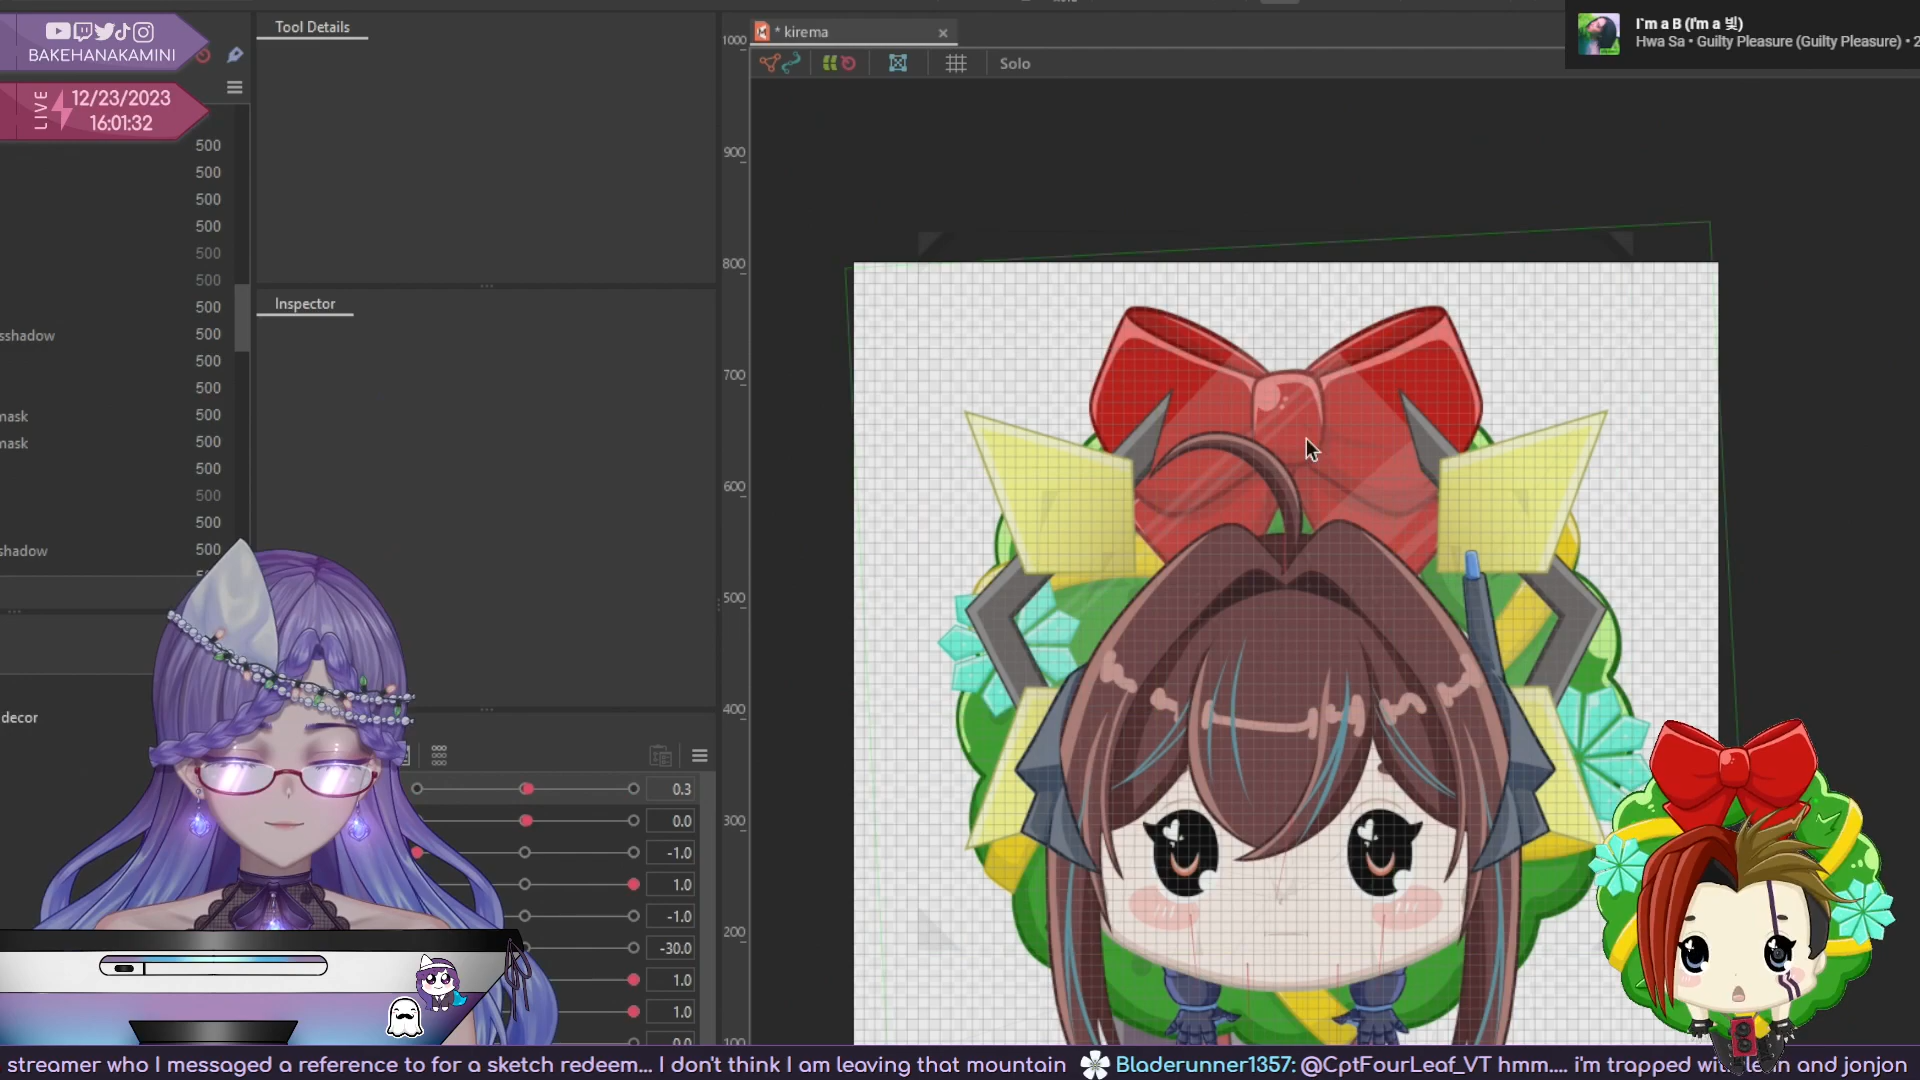 BAKEHANAKAMINI
LIVE
12/23/2023
16:01:32
Tool Details
Inspector
* kirema
Solo
I`m a B (I'm a 빛)
Hwa Sa • Guilty Pleasure (Guilty Pleasure) • 2
1000
900
800
700
600
500
400
300
200
500
500
500
500
500
500
500
sshadow
500
500
500
mask
500
mask
500
500
500
500
shadow
500
decor
0.3
0.0
-1.0
1.0
-1.0
-30.0
1.0
1.0
streamer who I messaged a reference to for a sketch redeem... I don't think I am leaving that mountain
Bladerunner1357: @CptFourLeaf_VT hmm.... i'm trapped and jonjon